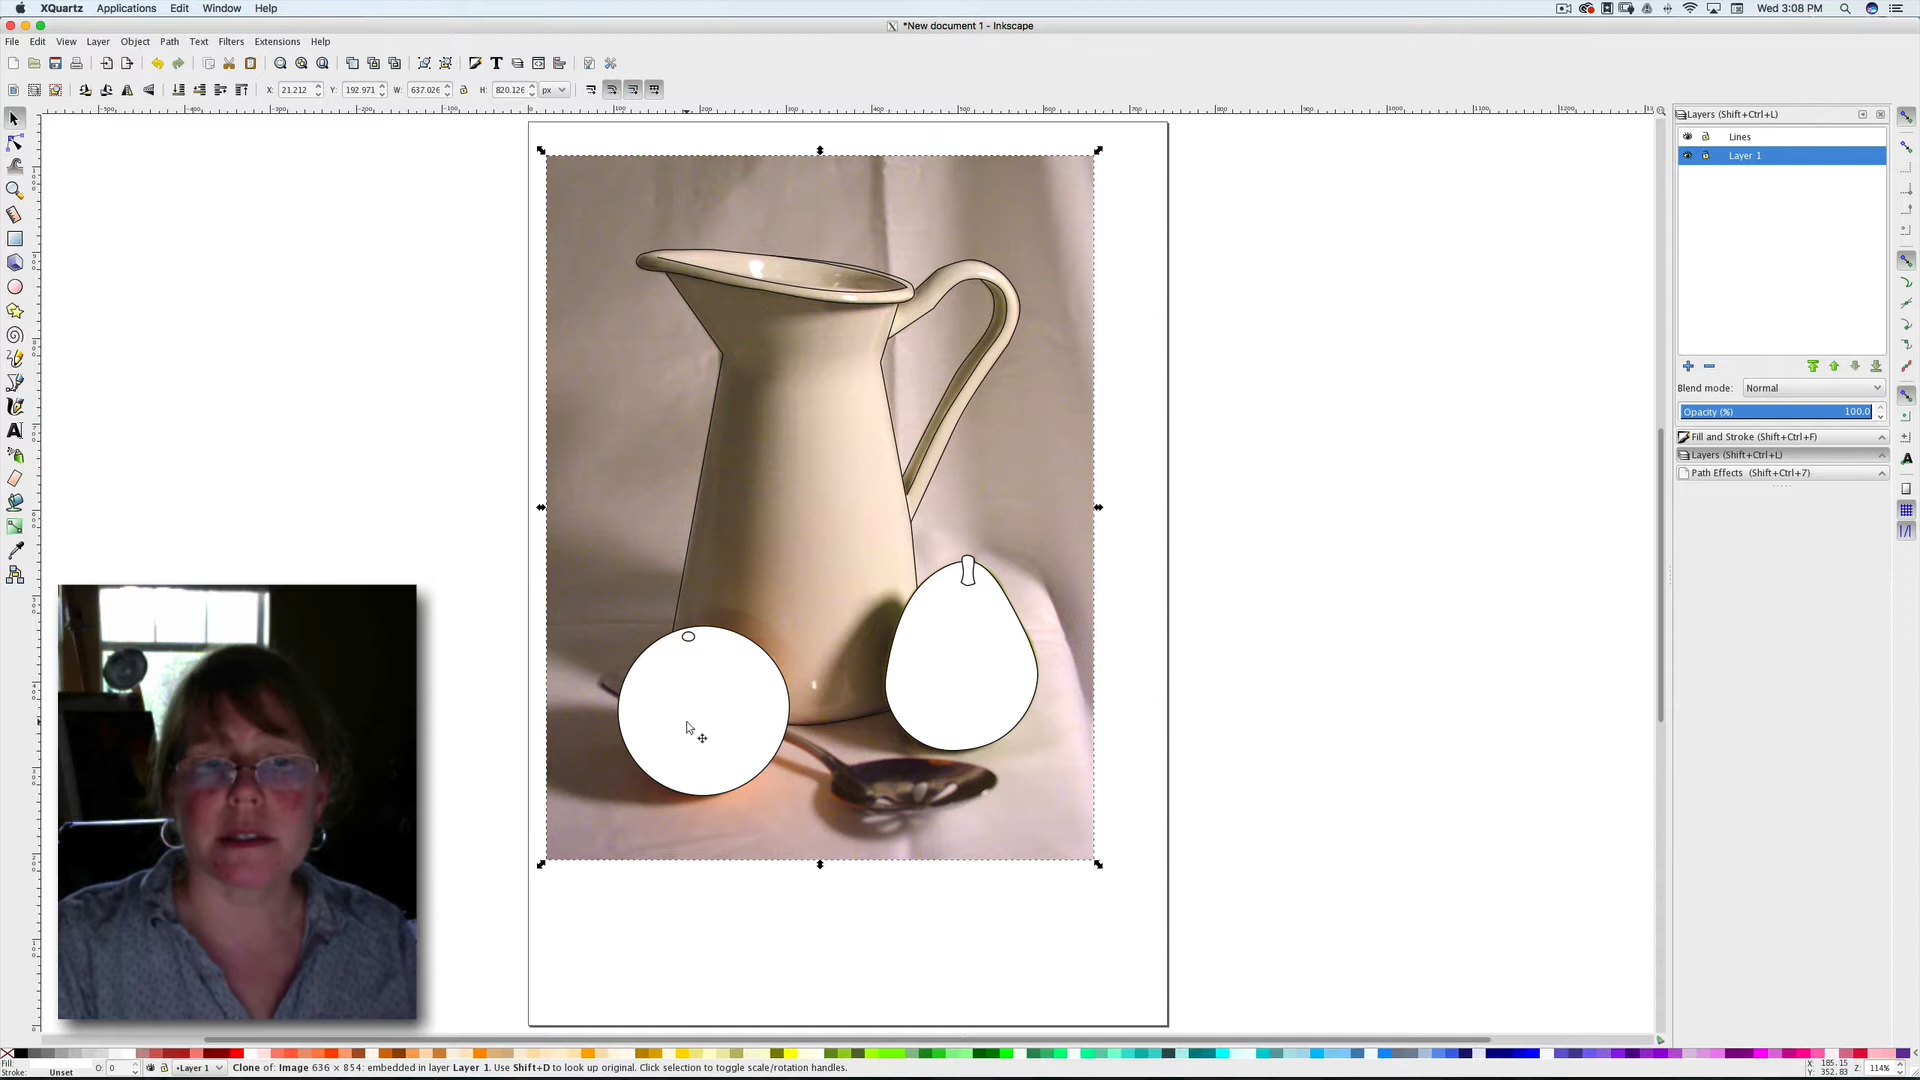 XQuartz Applications Edit Window Help
Wed 3:08 PM
*New document 1 - Inkscape
File Edit View Layer Object Path Text Filters Extensions Help
X: 21.212 Y: 192.971 W: 637.026 H: 820.126 px
Layers (Shift+Ctrl+L)
Lines
Layer 1
Blend mode: Normal
Opacity (%) 100.0
Fill and Stroke (Shift+Ctrl+F)
Layers (Shift+Ctrl+L)
Path Effects (Shift+Ctrl+7)
Fill:
Stroke: Unset
O: 0
•Layer 1
Clone of: Image 636 × 854: embedded in layer Layer 1. Use Shift+D to look up original. Click selection to toggle scale/rotation handles.
X: 185.15
Y: 352.83
Z: 114%